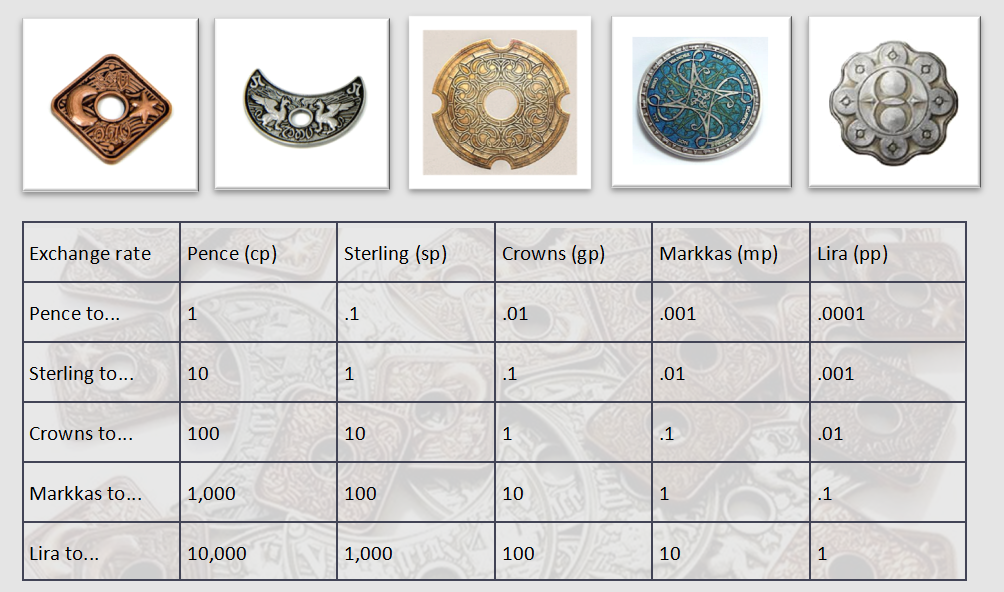 Exchange rate Pence (cp) Sterling (sp) Crowns (gp) Markkas (mp) Lira (pp)
Pence to... 1 .1 .01 .001 .0001
Sterling to... 10 1 .1 .01 .001
Crowns to... 100 10 1 .1 .01
Markkas to... 1,000 100 10 1 .1
Lira to... 10,000 1,000 100 10 1